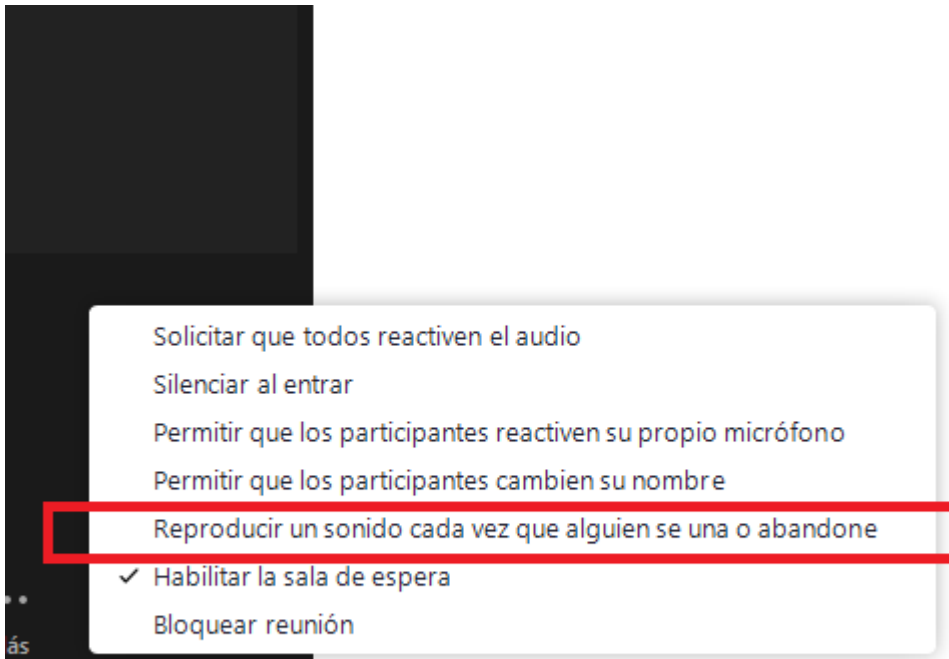 Solicitar que todos reactiven el audio
Silenciar al entrar
Permitir que los participantes reactiven su propio micrófono
Permitir que los participantes cambien su nombre
Reproducir un sonido cada vez que alguien se una o abandone
Habilitar la sala de espera
Bloquear reunión
ás